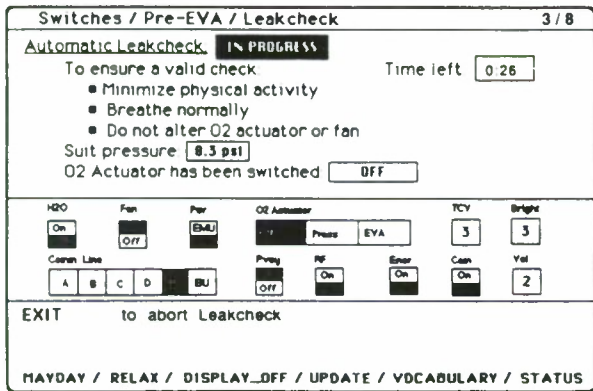 Switches / Pre-EVA / Leakcheck 3/8
Automatic Leakcheck. IN PROGRESS
To ensure a valid check: Time left 0:26
▪ Minimize physical activity
▪ Breathe normally
▪ Do not alter O2 actuator or fan
Suit pressure: 8.3 psi
O2 Actuator has been switched OFF
H2O Fan Pwr O2 Actuator TCV Bright
On Off EMU Press EVA 3 3
Comm Line Prvcy RF Ener Cam Vol
A B C D BU Off On On On 2
EXIT to abort Leakcheck
MAYDAY / RELAX / DISPLAY_OFF / UPDATE / VOCABULARY / STATUS